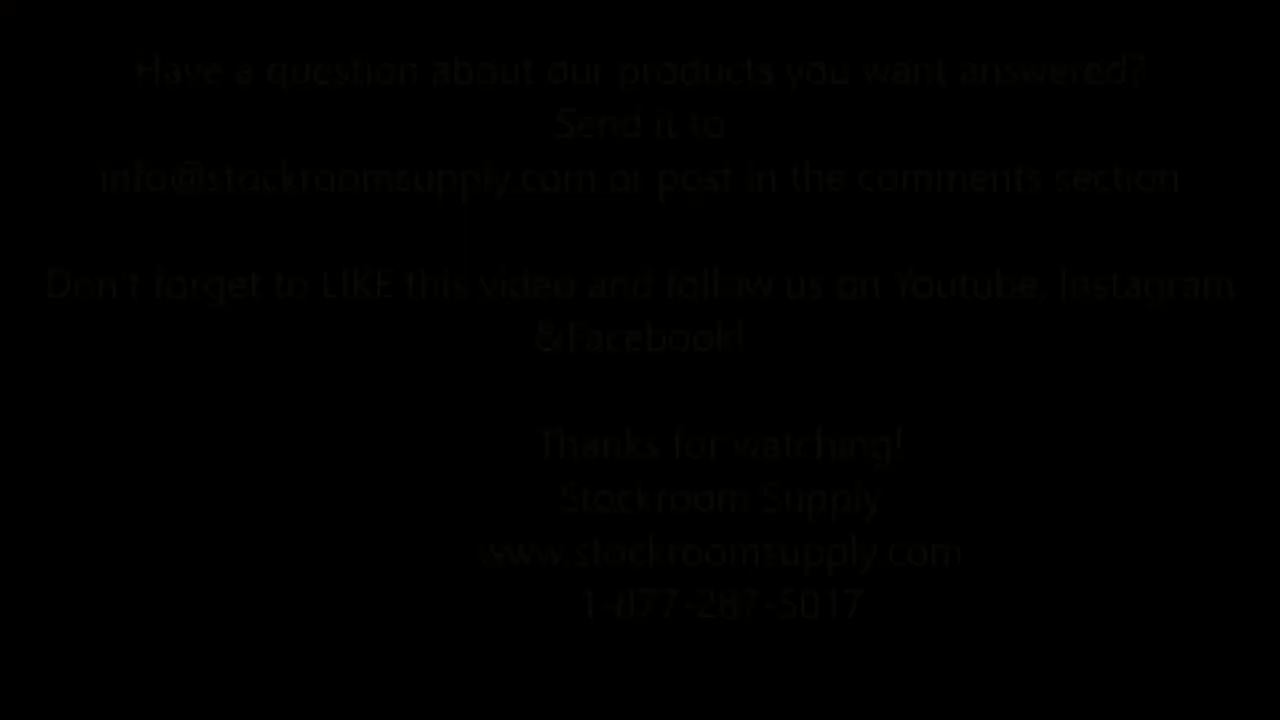 Have a question about our products you want answered?
Send it to
info@stockroomsupply.com or post in the comments section
Don't forget to LIKE this video and follow us on Youtube, Instagram
&Facebook!
Thanks for watching!
Stockroom Supply
www.stockroomsupply.com
1-877-287-5017